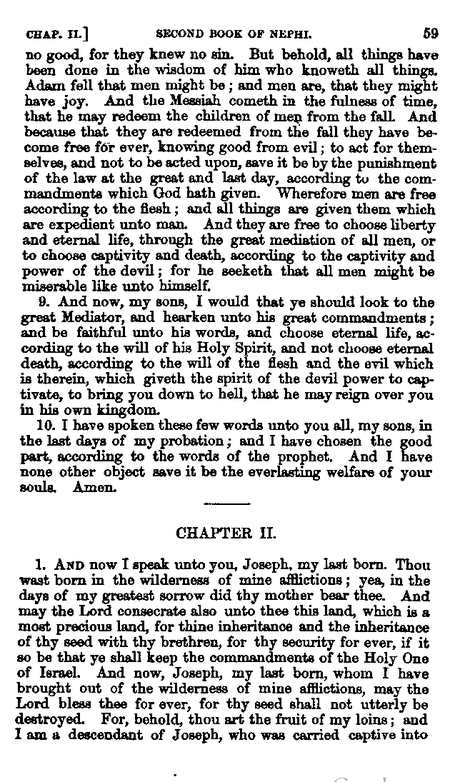 CHAP. II.] SECOND BOOK OF NEPHI. 59
no good, for they knew no sin. But behold, all things have
been done in the wisdom of him who knoweth all things.
Adam fell that men might be; and men are, that they might
have joy. And the Messiah cometh in the fulness of time,
that he may redeem the children of men from the fall. And
because that they are redeemed from the fall they have be-
come free for ever, knowing good from evil; to act for them-
selves, and not to be acted upon, save it be by the punishment
of the law at the great and last day, according to the com-
mandments which God hath given. Wherefore men are free
according to the flesh; and all things are given them which
are expedient unto man. And they are free to choose liberty
and eternal life, through the great mediation of all men, or
to choose captivity and death, according to the captivity and
power of the devil; for he seeketh that all men might be
miserable like unto himself.
9. And now, my sons, I would that ye should look to the
great Mediator, and hearken unto his great commandments;
and be faithful unto his words, and choose eternal life, ac-
cording to the will of his Holy Spirit, and not choose eternal
death, according to the will of the flesh and the evil which
is therein, which giveth the spirit of the devil power to cap-
tivate, to bring you down to hell, that he may reign over you
in his own kingdom.
10. I have spoken these few words unto you all, my sons, in
the last days of my probation; and I have chosen the good
part, according to the words of the prophet. And I have
none other object save it be the everlasting welfare of your
souls. Amen.
CHAPTER II.
1. AND now I speak unto you, Joseph, my last born. Thou
wast born in the wilderness of mine afflictions; yea, in the
days of my greatest sorrow did thy mother bear thee. And
may the Lord consecrate also unto thee this land, which is a
most precious land, for thine inheritance and the inheritance
of thy seed with thy brethren, for thy security for ever, if it
so be that ye shall keep the commandments of the Holy One
of Israel. And now, Joseph, my last born, whom I have
brought out of the wilderness of mine afflictions, may the
Lord bless thee for ever, for thy seed shall not utterly be
destroyed. For, behold, thou art the fruit of my loins; and
I am a descendant of Joseph, who was carried captive into